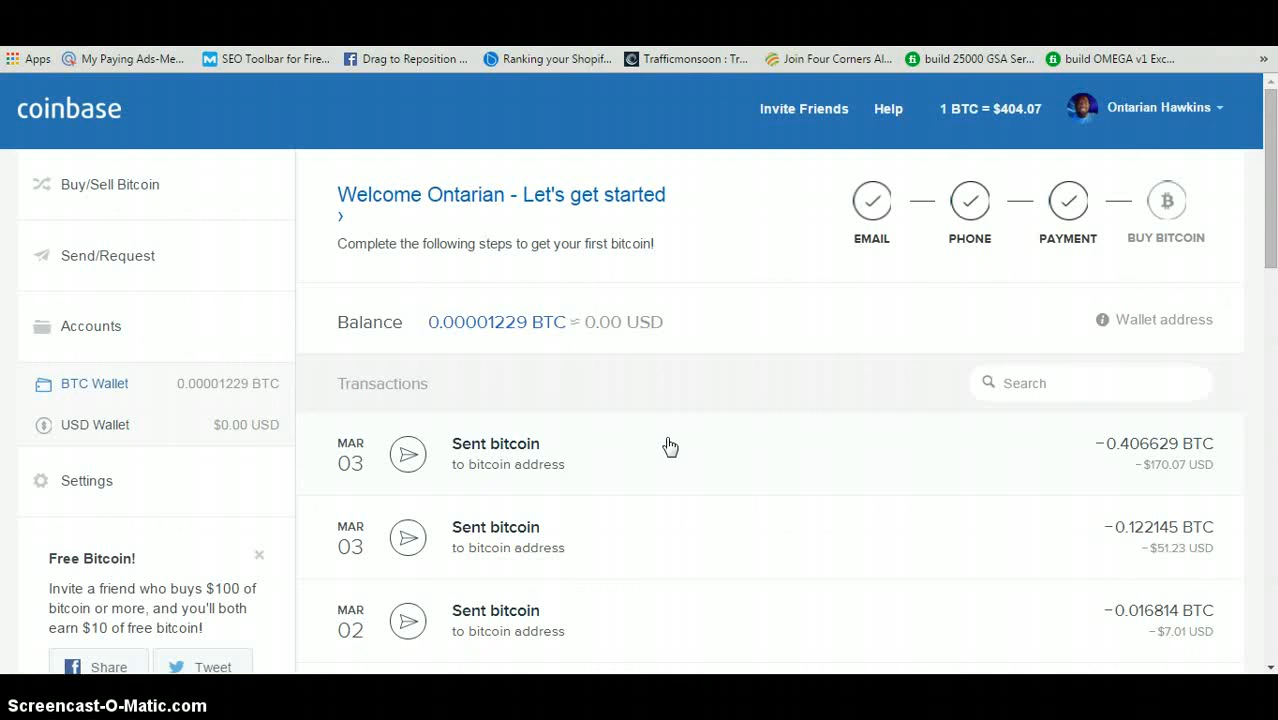 Apps My Paying Ads-Me... SEO Toolbar for Fire... Drag to Reposition ... Ranking your Shopif... Trafficmonsoon : Tr... Join Four Corners Al... build 25000 GSA Ser... build OMEGA v1 Exc... »
coinbase
Invite Friends Help 1 BTC = $404.07 Ontarian Hawkins
Buy/Sell Bitcoin
Send/Request
Accounts
BTC Wallet 0.00001229 BTC
USD Wallet $0.00 USD
Settings
Free Bitcoin! ×
Invite a friend who buys $100 of
bitcoin or more, and you'll both
earn $10 of free bitcoin!
Share Tweet
Welcome Ontarian - Let's get started
›
Complete the following steps to get your first bitcoin!
EMAIL PHONE PAYMENT BUY BITCOIN
Balance 0.00001229 BTC ≈ 0.00 USD
Wallet address
Transactions
Search
MAR
03
Sent bitcoin
to bitcoin address
−0.406629 BTC
−$170.07 USD
MAR
03
Sent bitcoin
to bitcoin address
−0.122145 BTC
−$51.23 USD
MAR
02
Sent bitcoin
to bitcoin address
−0.016814 BTC
−$7.01 USD
Screencast-O-Matic.com